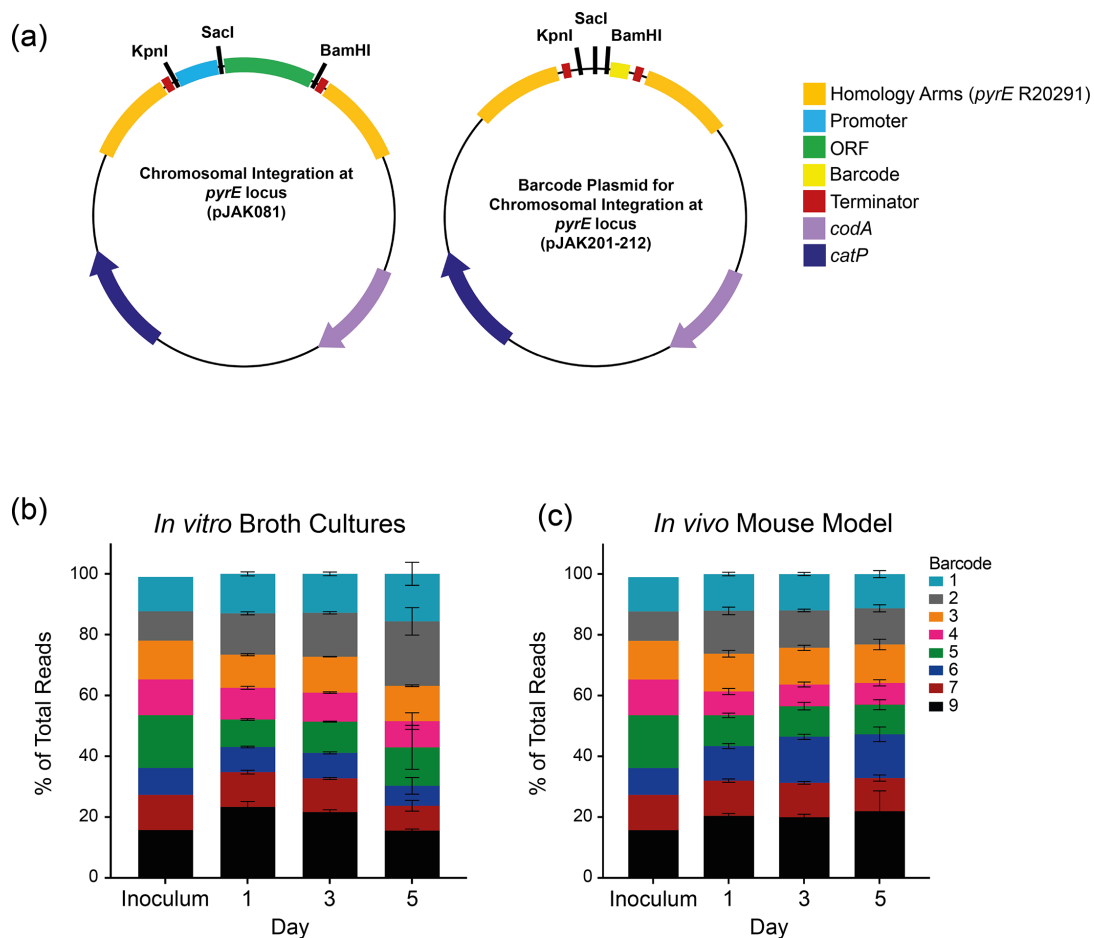 (a)
KpnI
SacI
BamHI
Chromosomal Integration at
pyrE locus
(pJAK081)
SacI
KpnI
BamHI
Barcode Plasmid for
Chromosomal Integration at
pyrE locus
(pJAK201-212)
Homology Arms (pyrE R20291)
Promoter
ORF
Barcode
Terminator
codA
catP
(b)
In vitro Broth Cultures
% of Total Reads
100
80
60
40
20
0
Inoculum 1 3 5
Day
(c)
In vivo Mouse Model
% of Total Reads
100
80
60
40
20
0
Inoculum 1 3 5
Day
Barcode
1
2
3
4
5
6
7
9